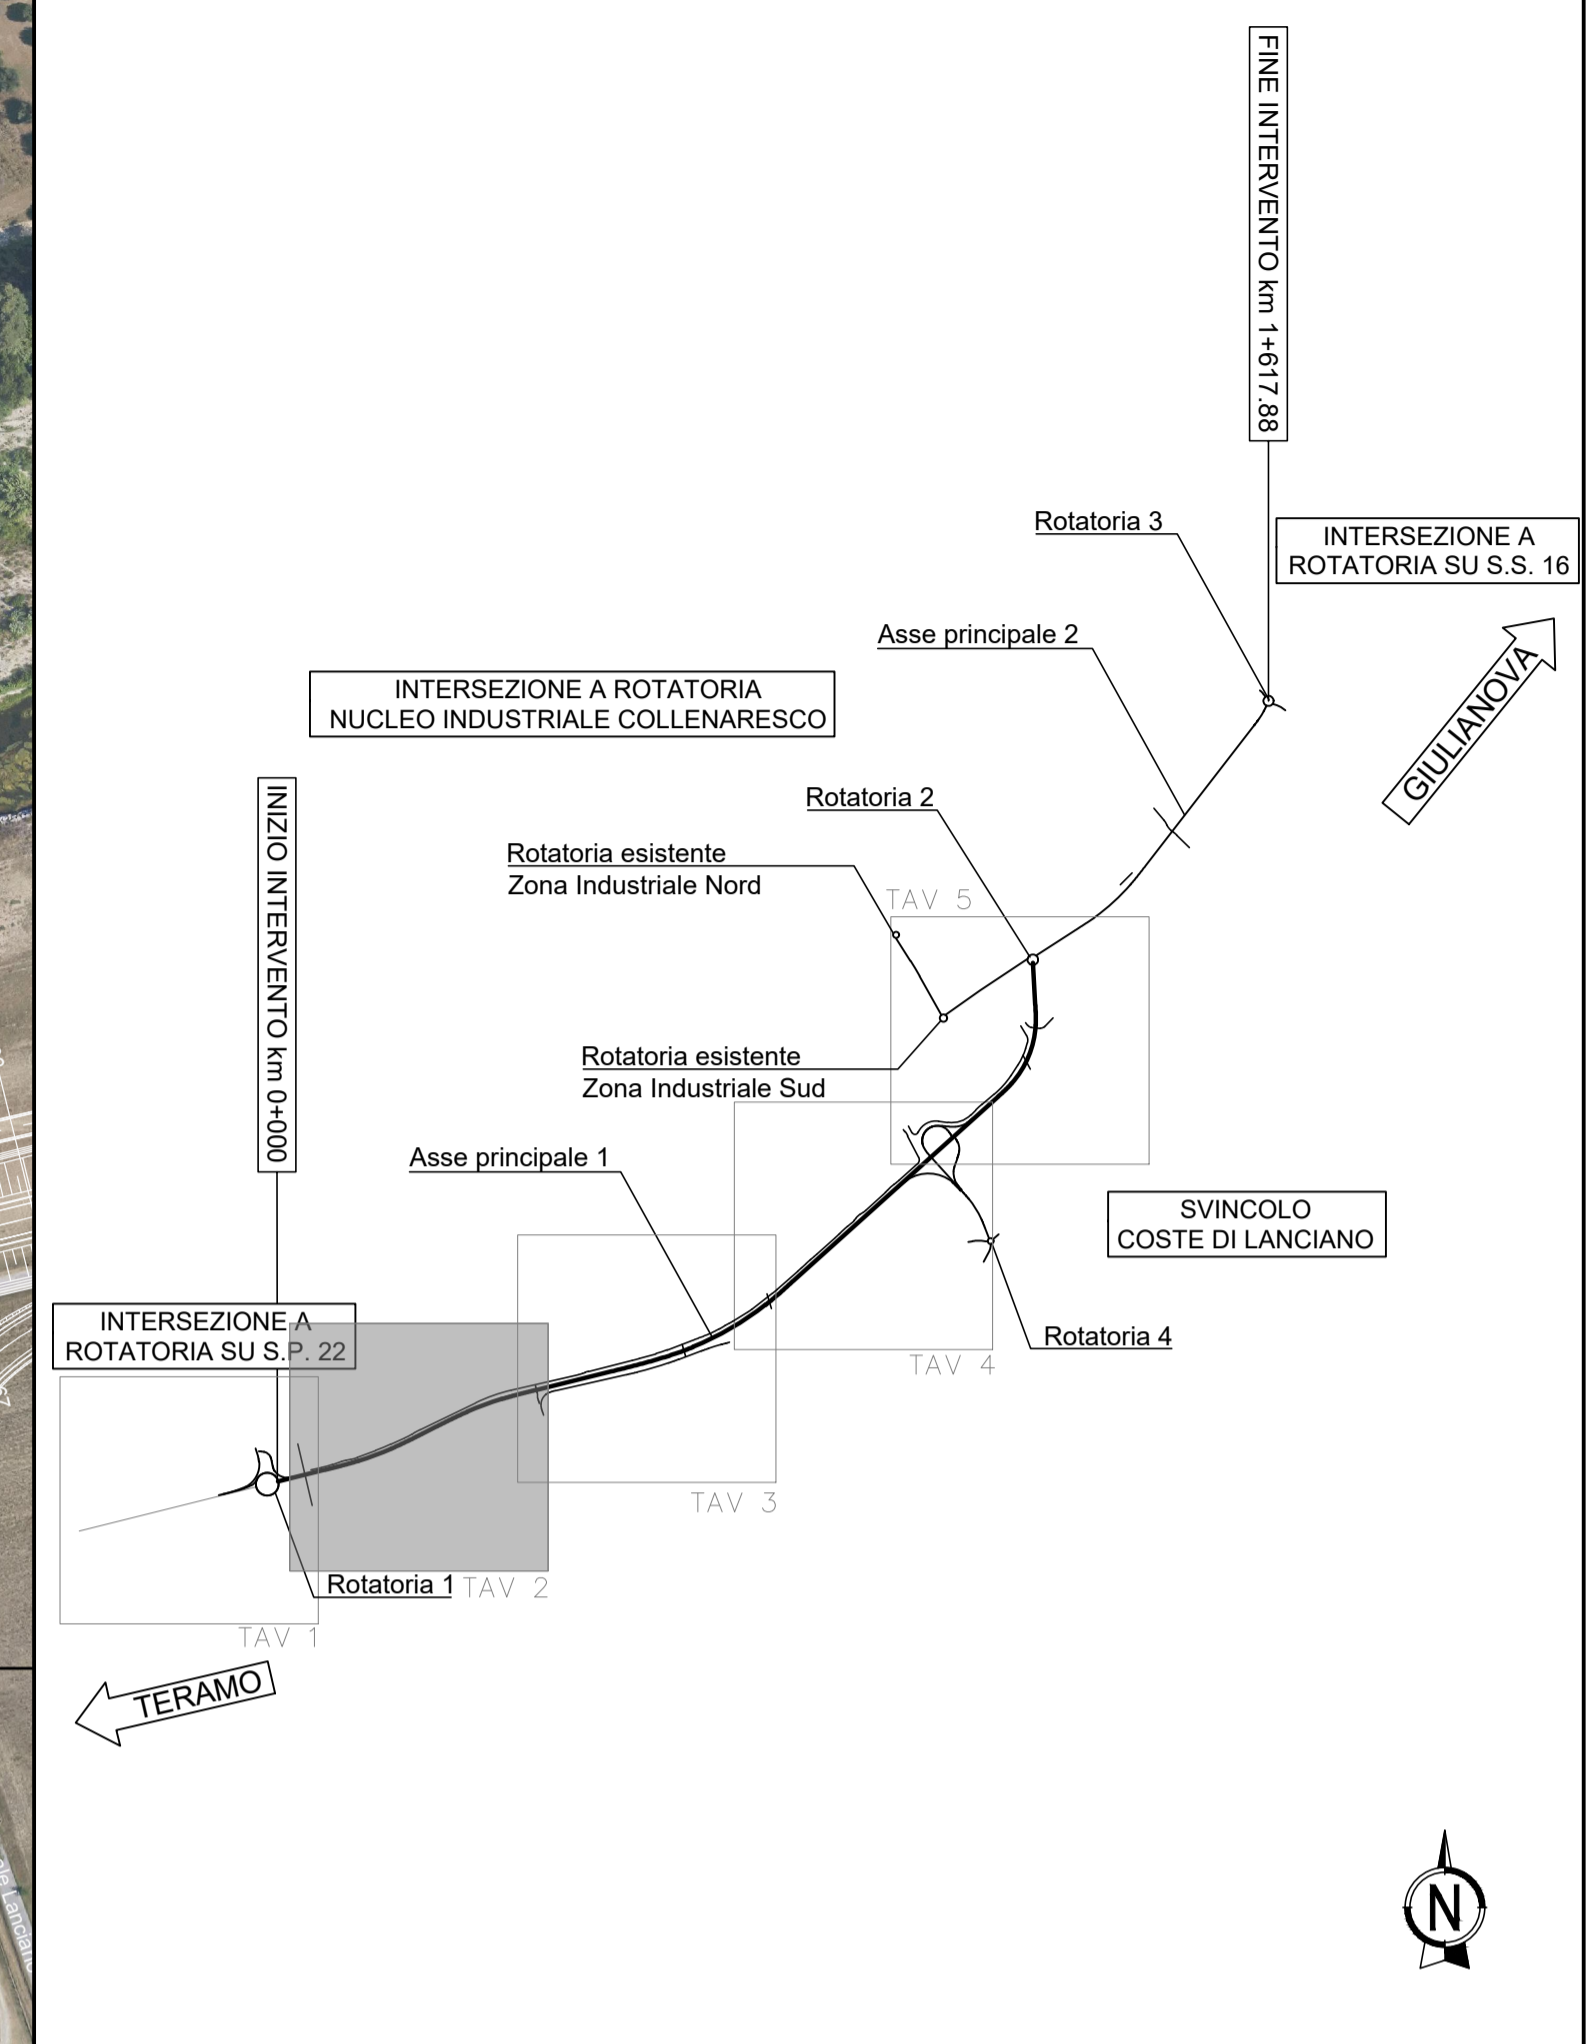 FINE INTERVENTO km 1+617.88
Rotatoria 3
INTERSEZIONE A
ROTATORIA SU S.S. 16
Asse principale 2
GIULIANOVA
INTERSEZIONE A ROTATORIA
NUCLEO INDUSTRIALE COLLENARESCO
INIZIO INTERVENTO km 0+000
Rotatoria 2
Rotatoria esistente
Zona Industriale Nord
TAV 5
Rotatoria esistente
Zona Industriale Sud
Asse principale 1
SVINCOLO
COSTE DI LANCIANO
INTERSEZIONE A
ROTATORIA SU S.P. 22
Rotatoria 4
TAV 4
TAV 3
Rotatoria 1
TAV 2
TAV 1
TERAMO
N